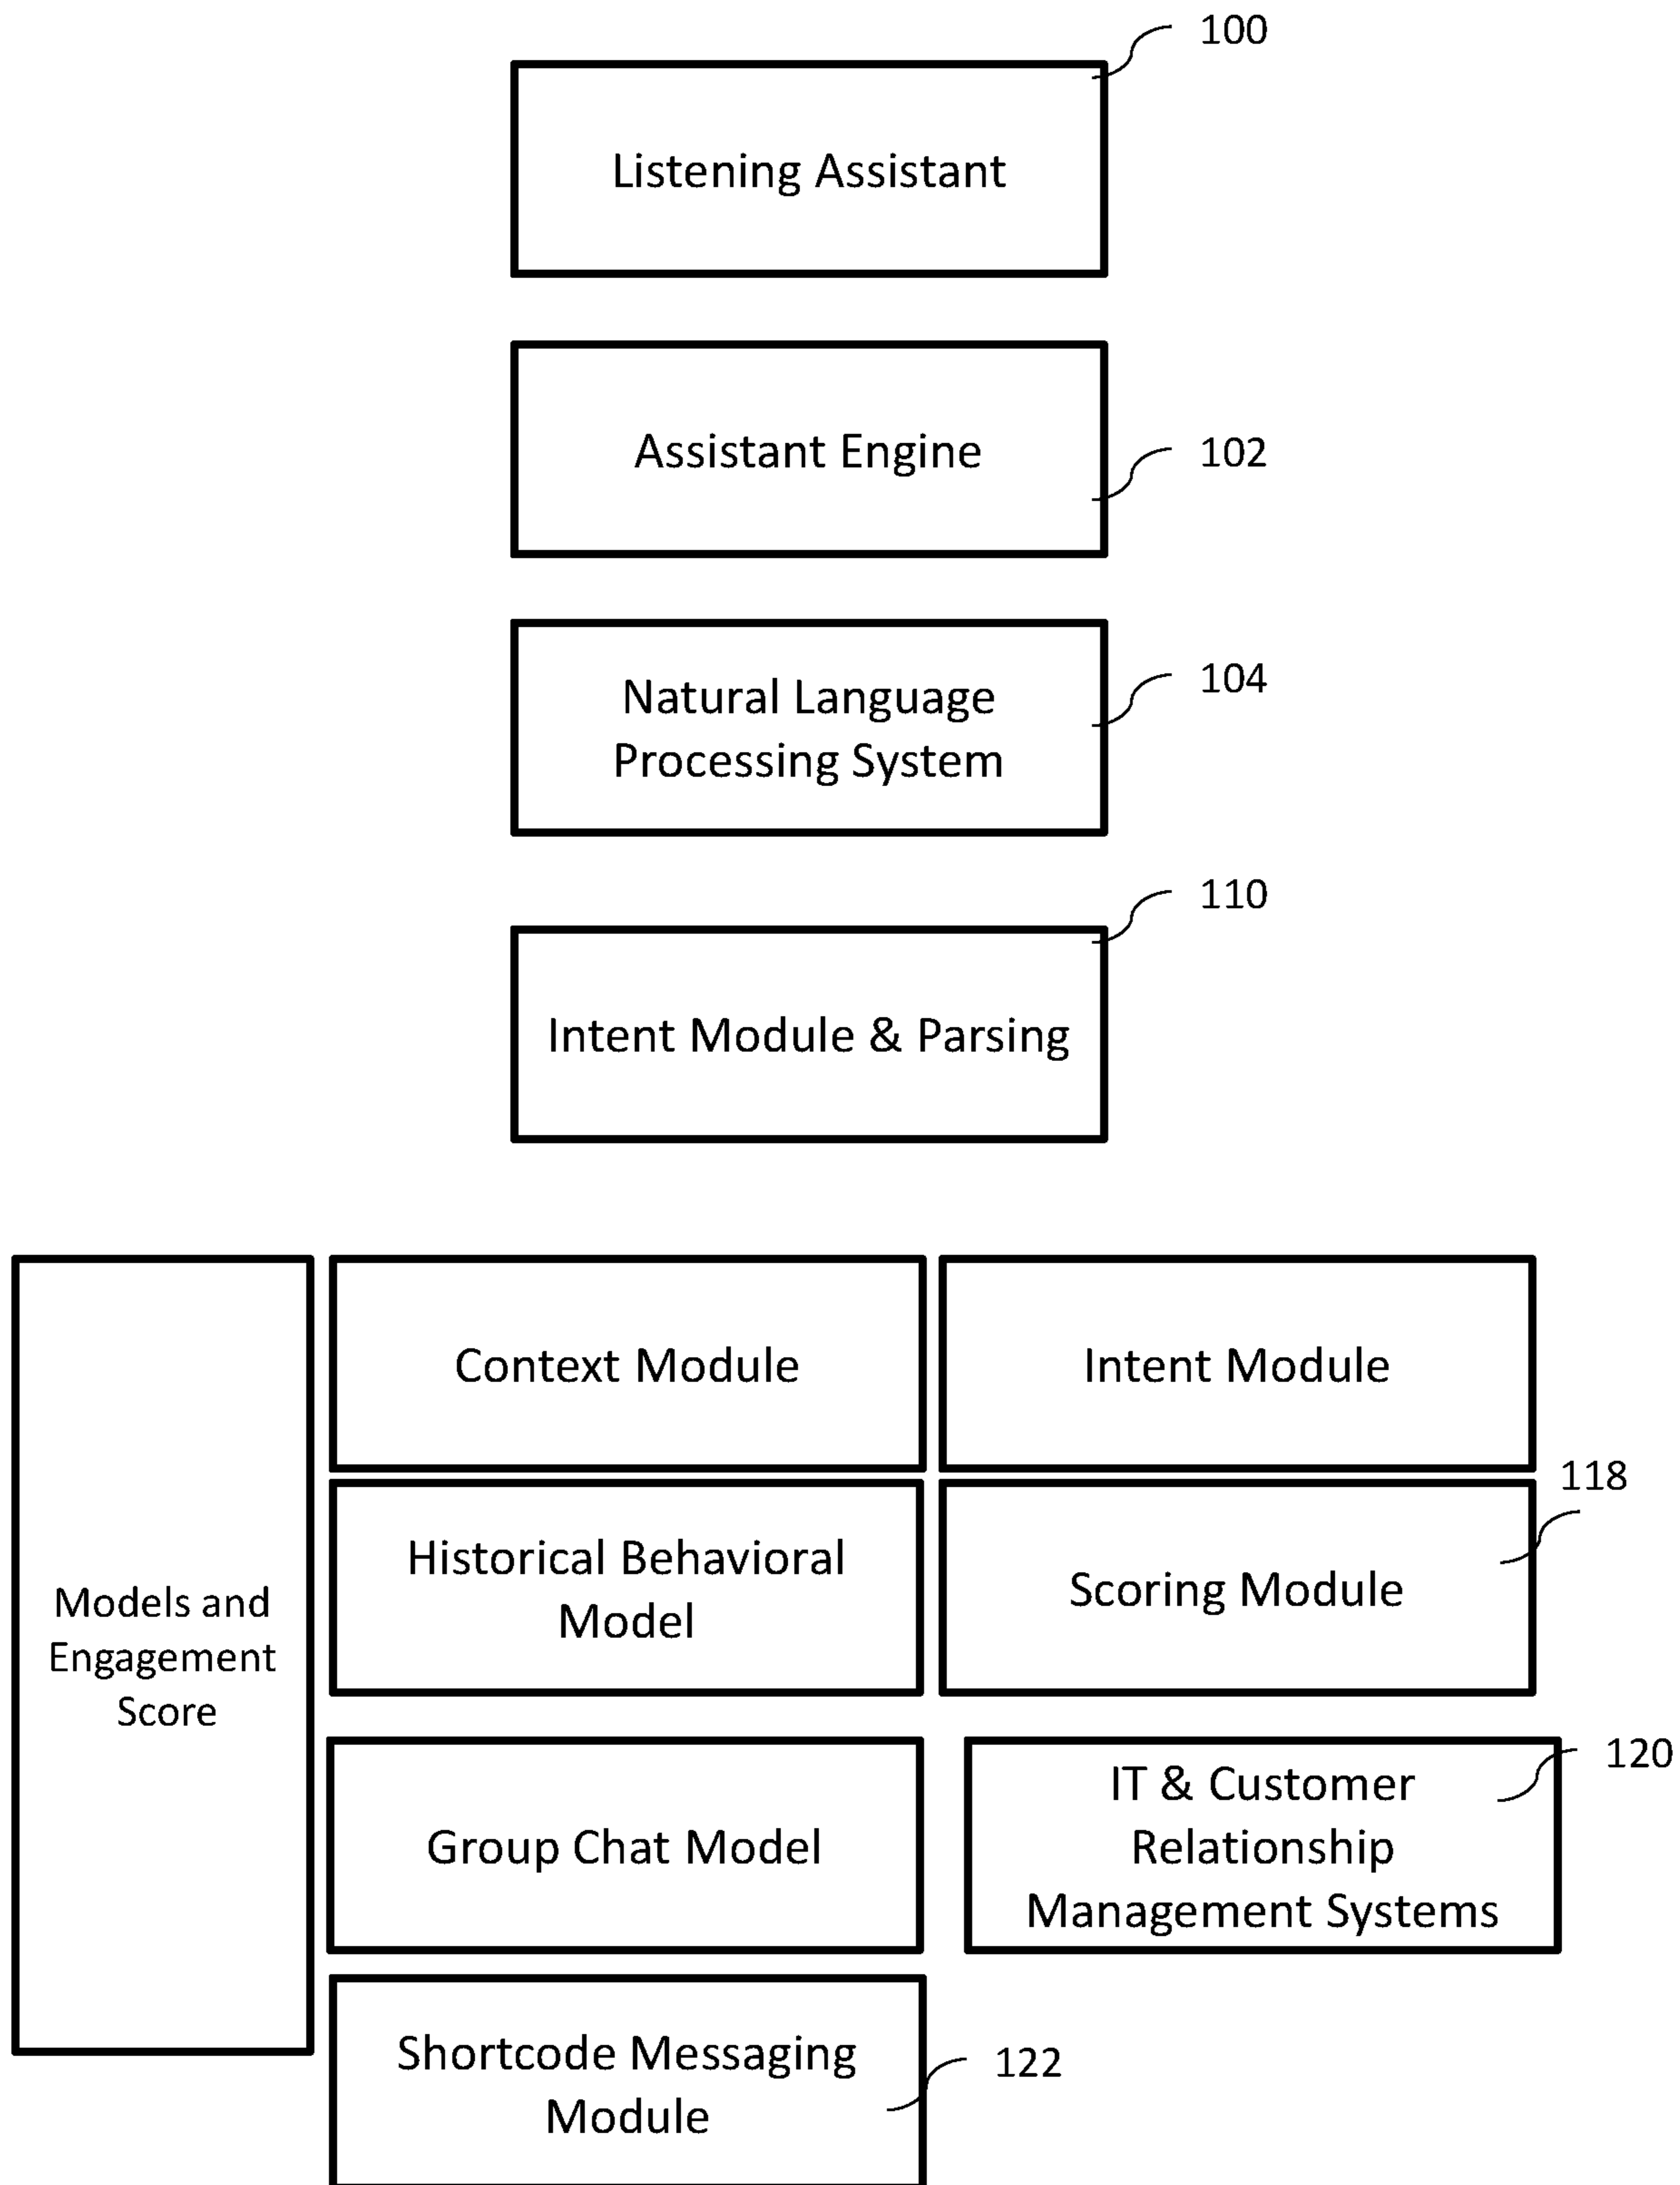 100
Listening Assistant
Assistant Engine
102
Natural Language
Processing System
104
110
Intent Module & Parsing
Models and
Engagement
Score
Context Module
Intent Module
Historical Behavioral
Model
118
Scoring Module
Group Chat Model
120
IT & Customer
Relationship
Management Systems
Shortcode Messaging
Module
122